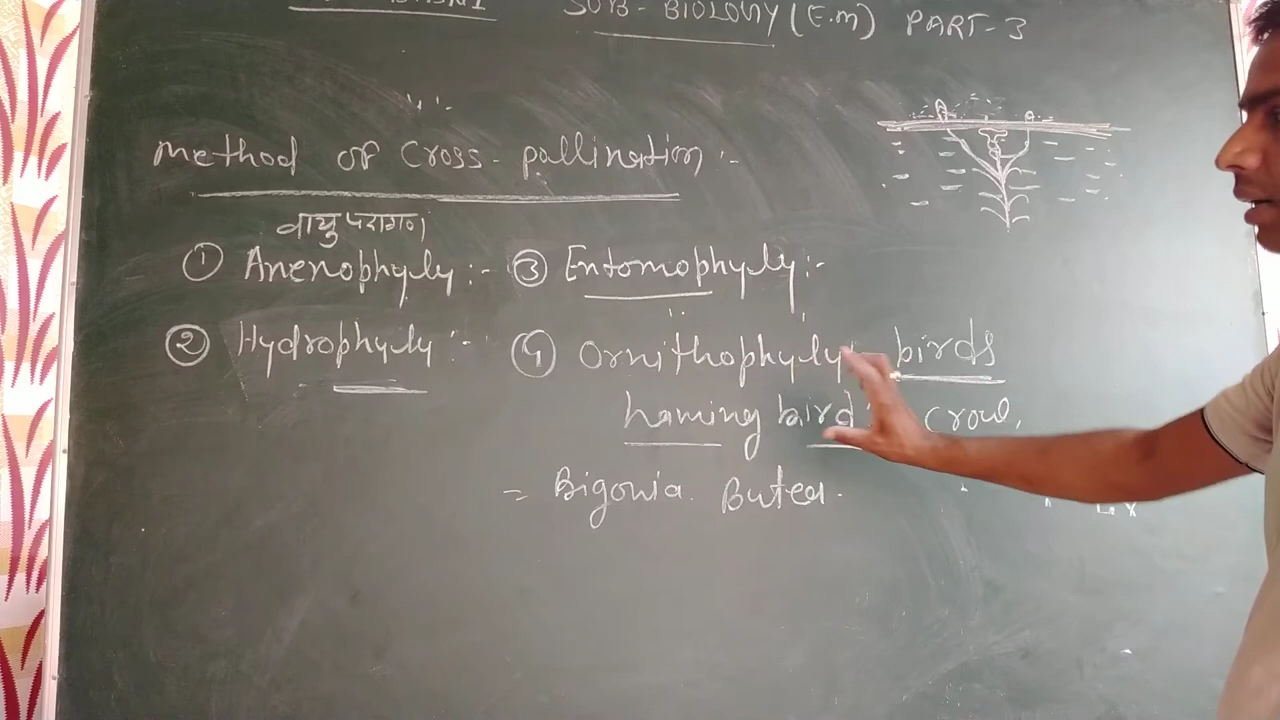 SUB- BIOLOGY (E.M) PART-3
Method OF Cross-pollination :-
वायु परागण
① Anenophyly :- ③ Entomophyly :-
② Hydrophyly :- ④ Ornithophyly birds
haming bird crow,
= Bigonia. Butea.